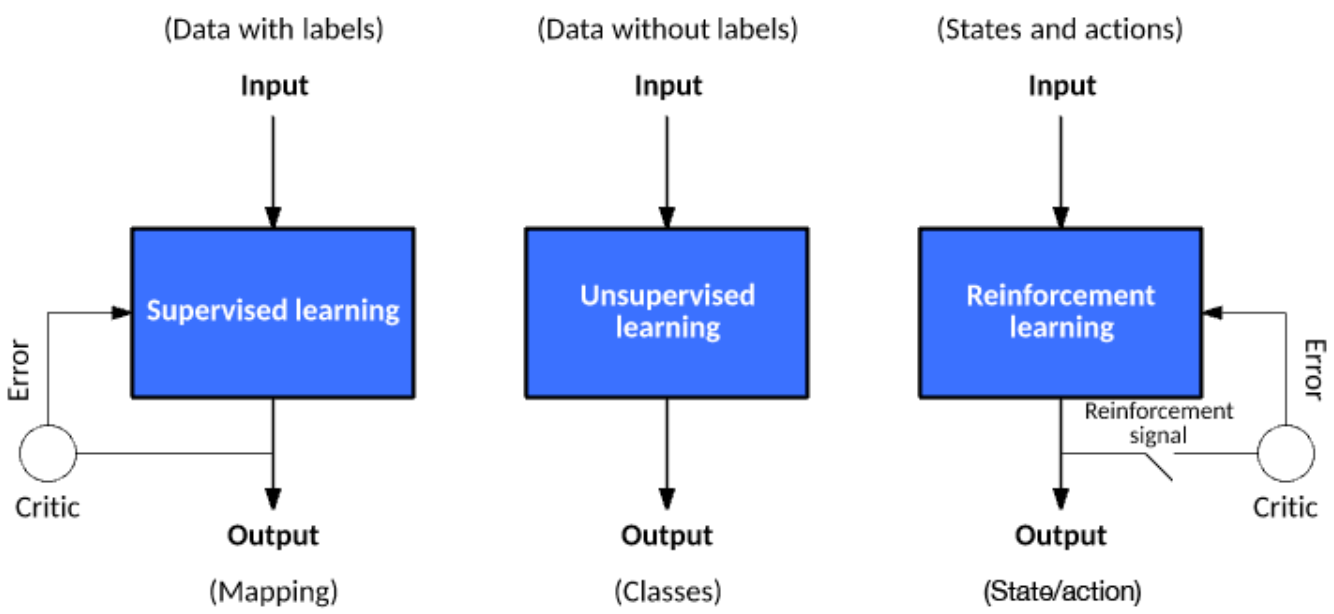 (Data with labels)
(Data without labels)
(States and actions)
Input
Input
Input
Supervised learning
Unsupervised
learning
Reinforcement
learning
Error
Error
Reinforcement
signal
Critic
Critic
Output
Output
Output
(Mapping)
(Classes)
(State/action)